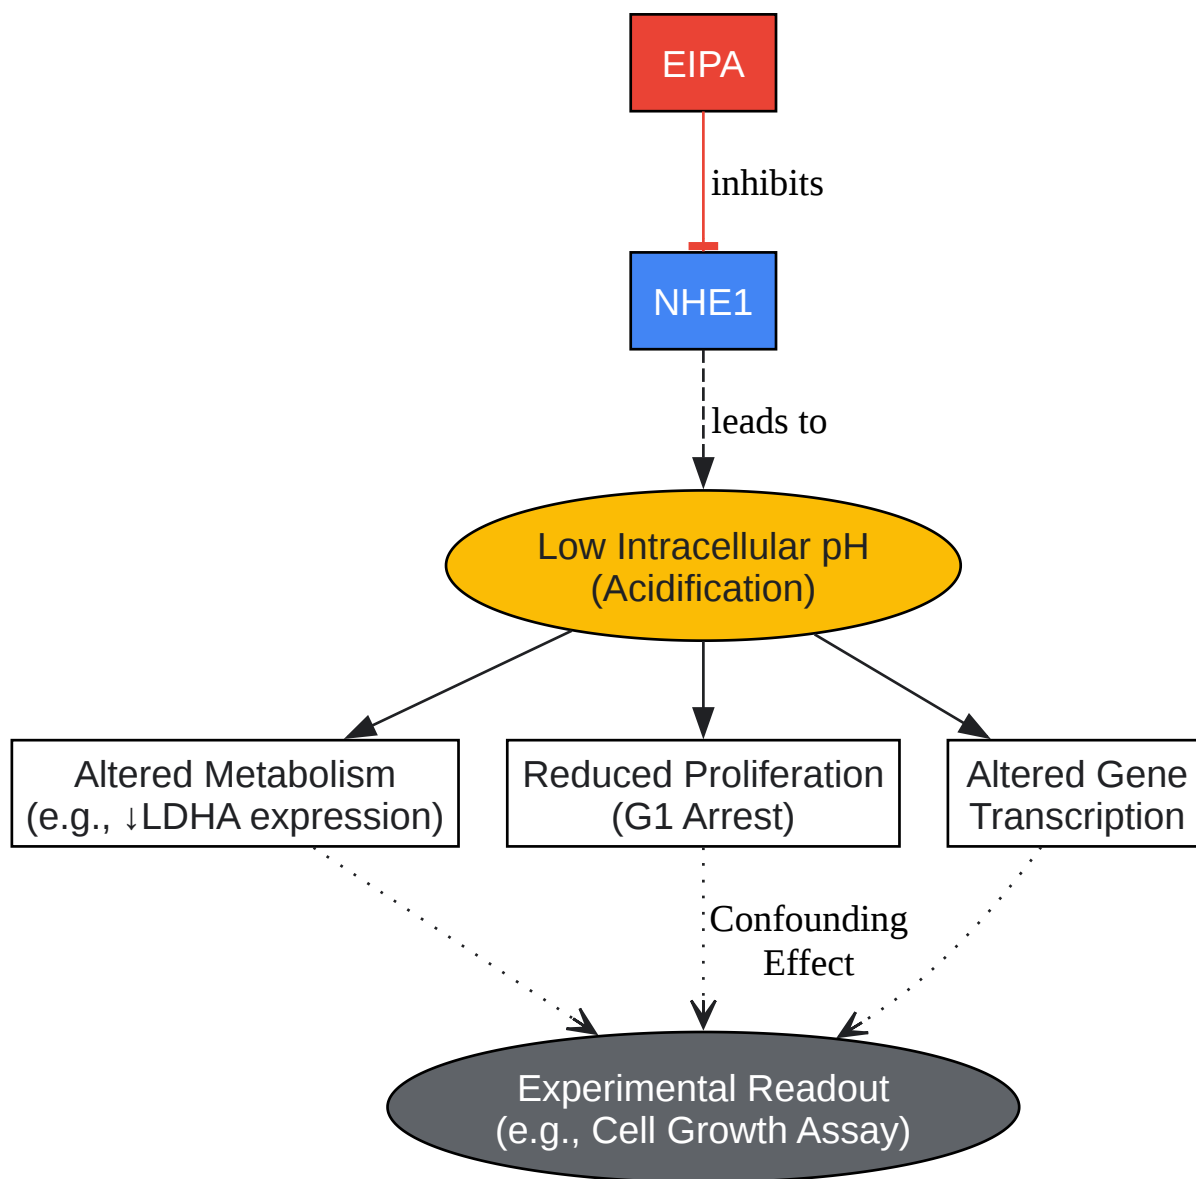 EIPA
inhibits
NHE1
leads to
Low Intracellular pH
(Acidification)
Altered Metabolism
(e.g., ↓LDHA expression)
Reduced Proliferation
(G1 Arrest)
Altered Gene
Transcription
Confounding
Effect
Experimental Readout
(e.g., Cell Growth Assay)